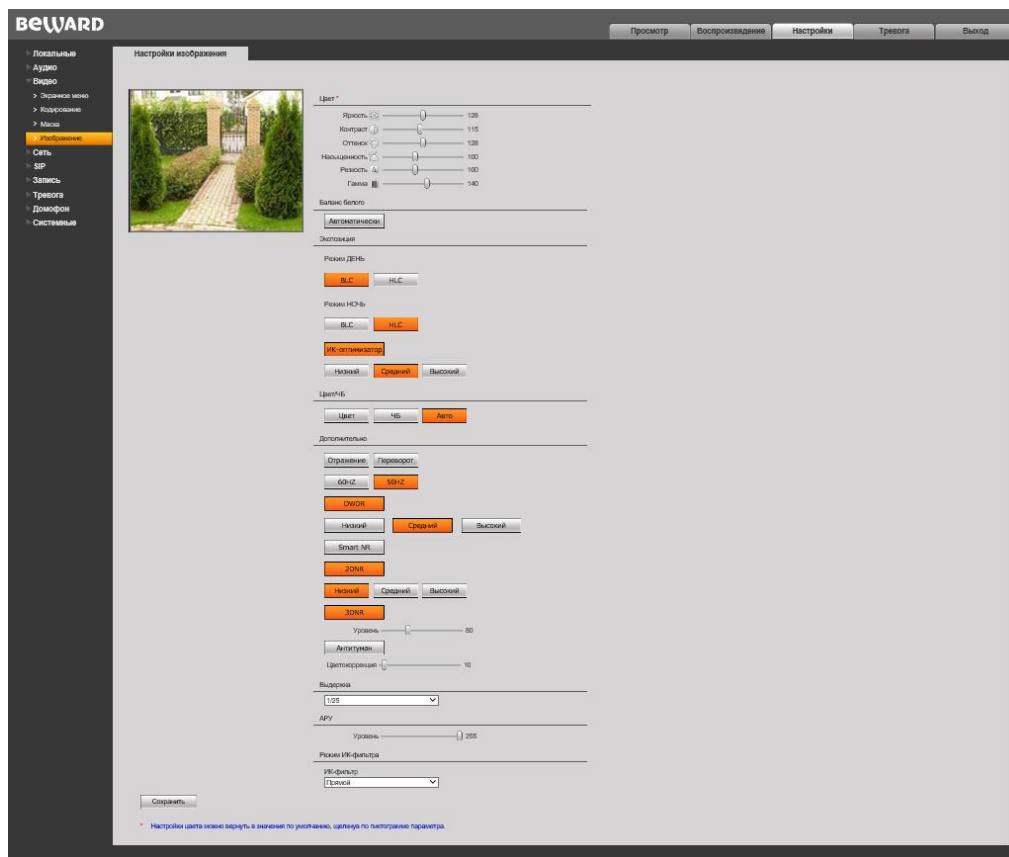 BEWARD
Просмотр Воспроизведение Настройки Тревога Выход
Локальные
Аудио
Видео
> Экранное меню
> Кодирование
> Маска
> Изображение
Сеть
SIP
Запись
Тревога
Домофон
Системные
Настройки изображения
Цвет *
Яркость 128
Контраст 115
Оттенок 128
Насыщенность 100
Резкость 100
Гамма 140
Баланс белого
Автоматически
Экспозиция
Режим ДЕНЬ
BLC HLC
Режим НОЧЬ
BLC HLC
ИК-оптимизатор
Низкий Средний Высокий
Цвет/ЧБ
Цвет ЧБ Авто
Дополнительно
Отражение Переворот
60HZ 50HZ
DWDR
Низкий Средний Высокий
Smart NR
2DNR
Низкий Средний Высокий
3DNR
Уровень 80
Антитуман
Цветокоррекция 10
Выдержка
1/25
АРУ
Уровень 255
Режим ИК-фильтра
ИК-фильтр
Прямой
Сохранить
* Настройки цвета можно вернуть в значения по умолчанию, щелкнув по пиктограмме параметра.